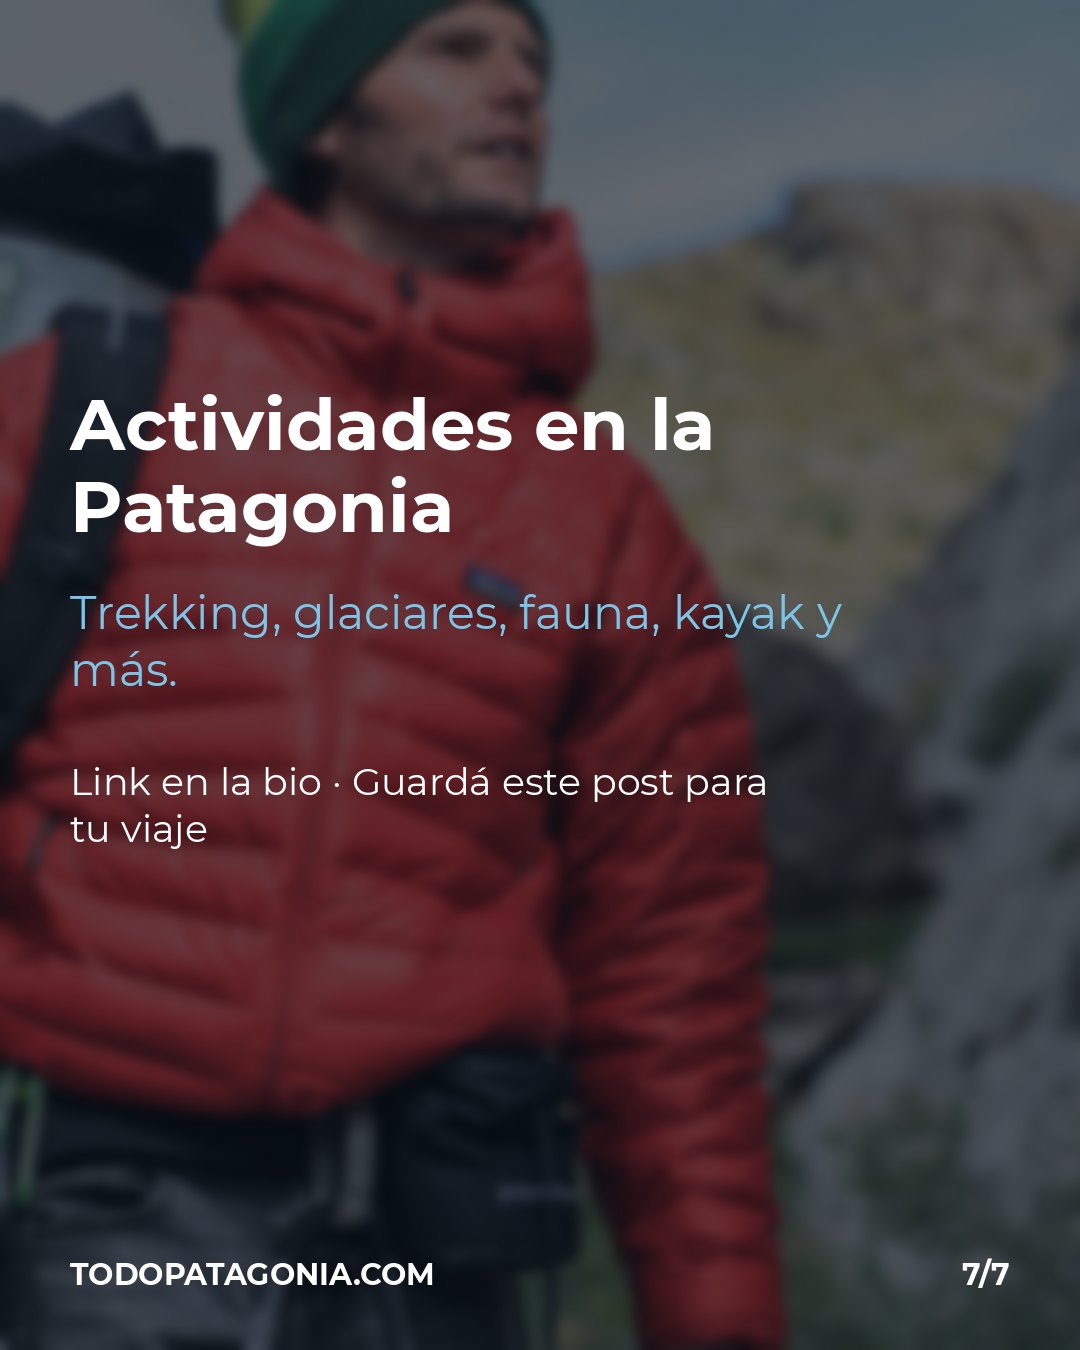 Actividades en la
Patagonia
Trekking, glaciares, fauna, kayak y
más.
Link en la bio · Guardá este post para
tu viaje
TODOPATAGONIA.COM
7/7